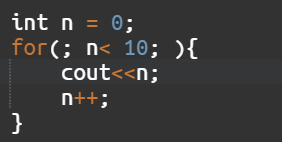 int n = 0;
for(; n< 10; ){
    cout<<n;
    n++;
}